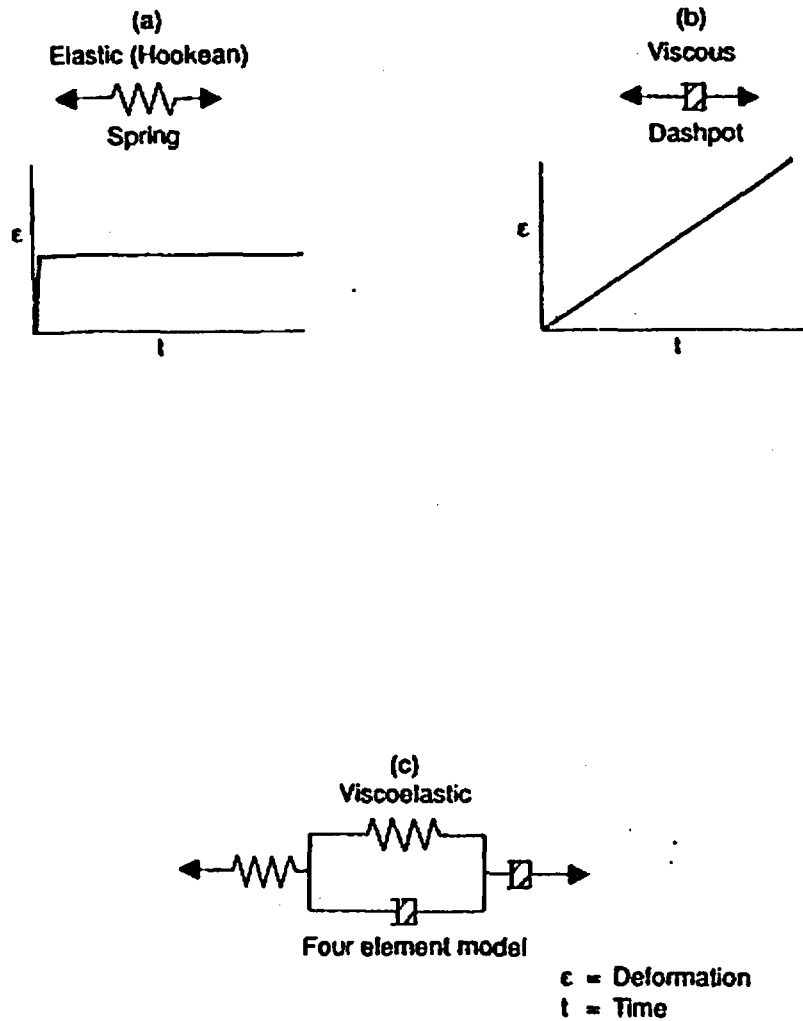 (a)
Elastic (Hookean)
Spring
ε
t
(b)
Viscous
Dashpot
ε
t
(c)
Viscoelastic
Four element model
ε = Deformation
t = Time